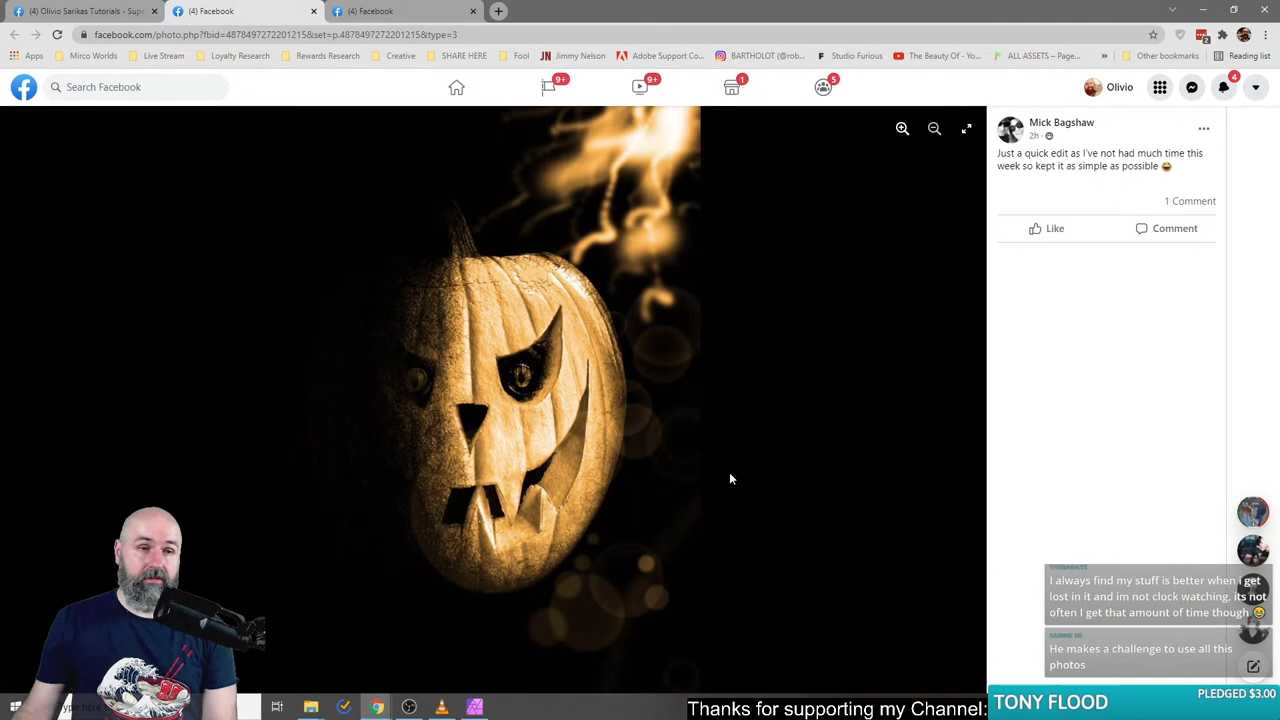 (4) Olivio Sarikas Tutorials - Sup
(4) Facebook
(4) Facebook
facebook.com/photo.php?fbid=4878497272201215&set=p.4878497272201215&type=3
Apps
Mirco Worlds
Live Stream
Loyalty Research
Rewards Research
Creative
SHARE HERE
Fool
JN Jimmy Nelson
Adobe Support Co...
BARTHOLOT (@rob...
F Studio Furious
The Beauty Of - Yo...
ALL ASSETS – Page...
»
Other bookmarks
Reading list
Search Facebook
9+
9+
1
5
Olivio
4
2
Mick Bagshaw
2h
Just a quick edit as I've not had much time this
week so kept it as simple as possible 😂
1 Comment
Like
Comment
I always find my stuff is better when i get
lost in it and im not clock watching, its not
often I get that amount of time though 😂
He makes a challenge to use all this
photos
TONY FLOOD
PLEDGED $3.00
Thanks for supporting my Channel: